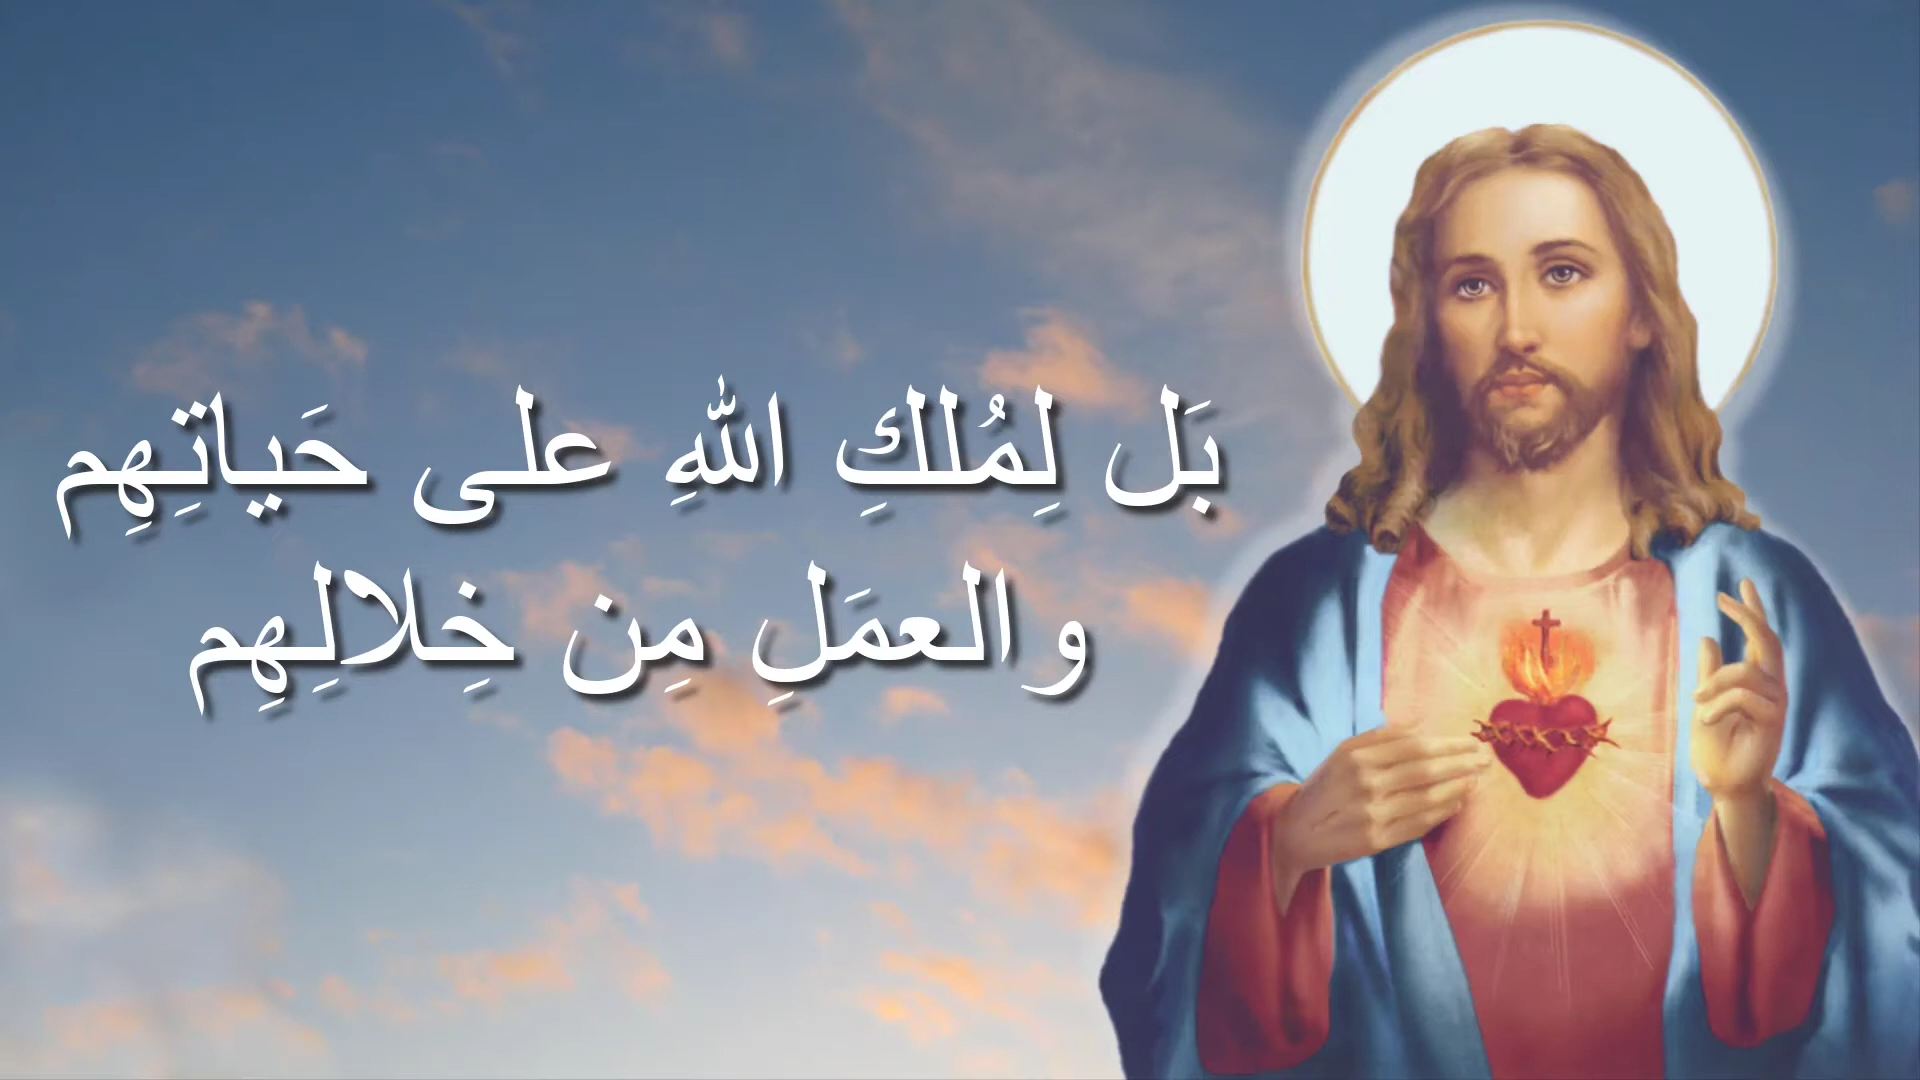 بَل لِمُلكِ اللهِ على حَياتِهِم
والعمَلِ مِن خِلالِهِم